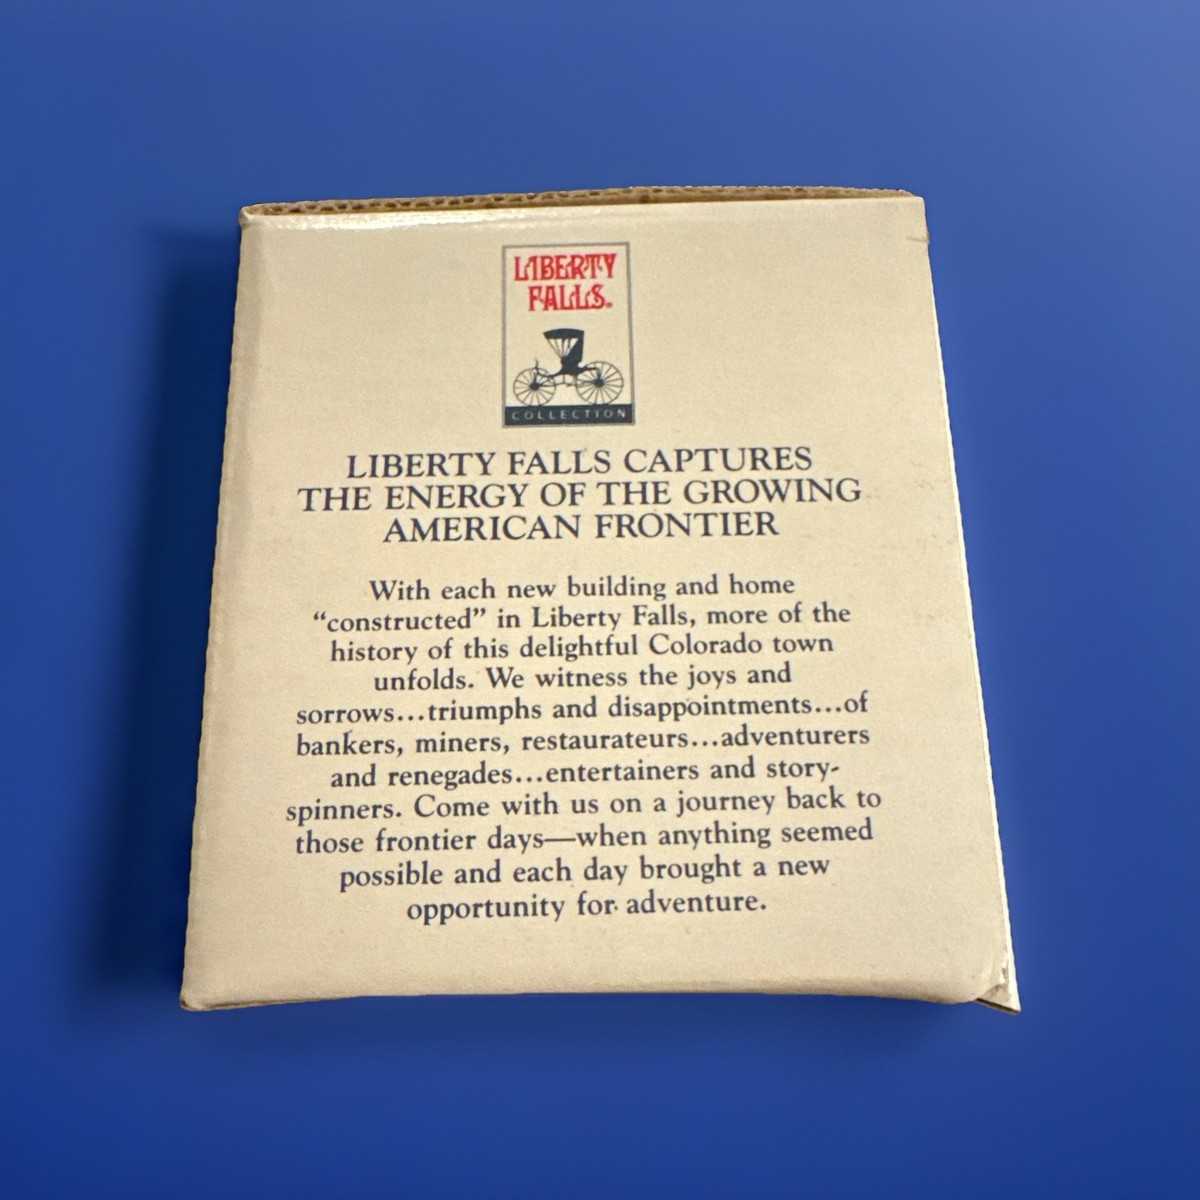 LIBERTY
FALLS®
COLLECTION
LIBERTY FALLS CAPTURES
THE ENERGY OF THE GROWING
AMERICAN FRONTIER
With each new building and home
“constructed” in Liberty Falls, more of the
history of this delightful Colorado town
unfolds. We witness the joys and
sorrows...triumphs and disappointments...of
bankers, miners, restaurateurs...adventurers
and renegades...entertainers and story-
spinners. Come with us on a journey back to
those frontier days—when anything seemed
possible and each day brought a new
opportunity for adventure.